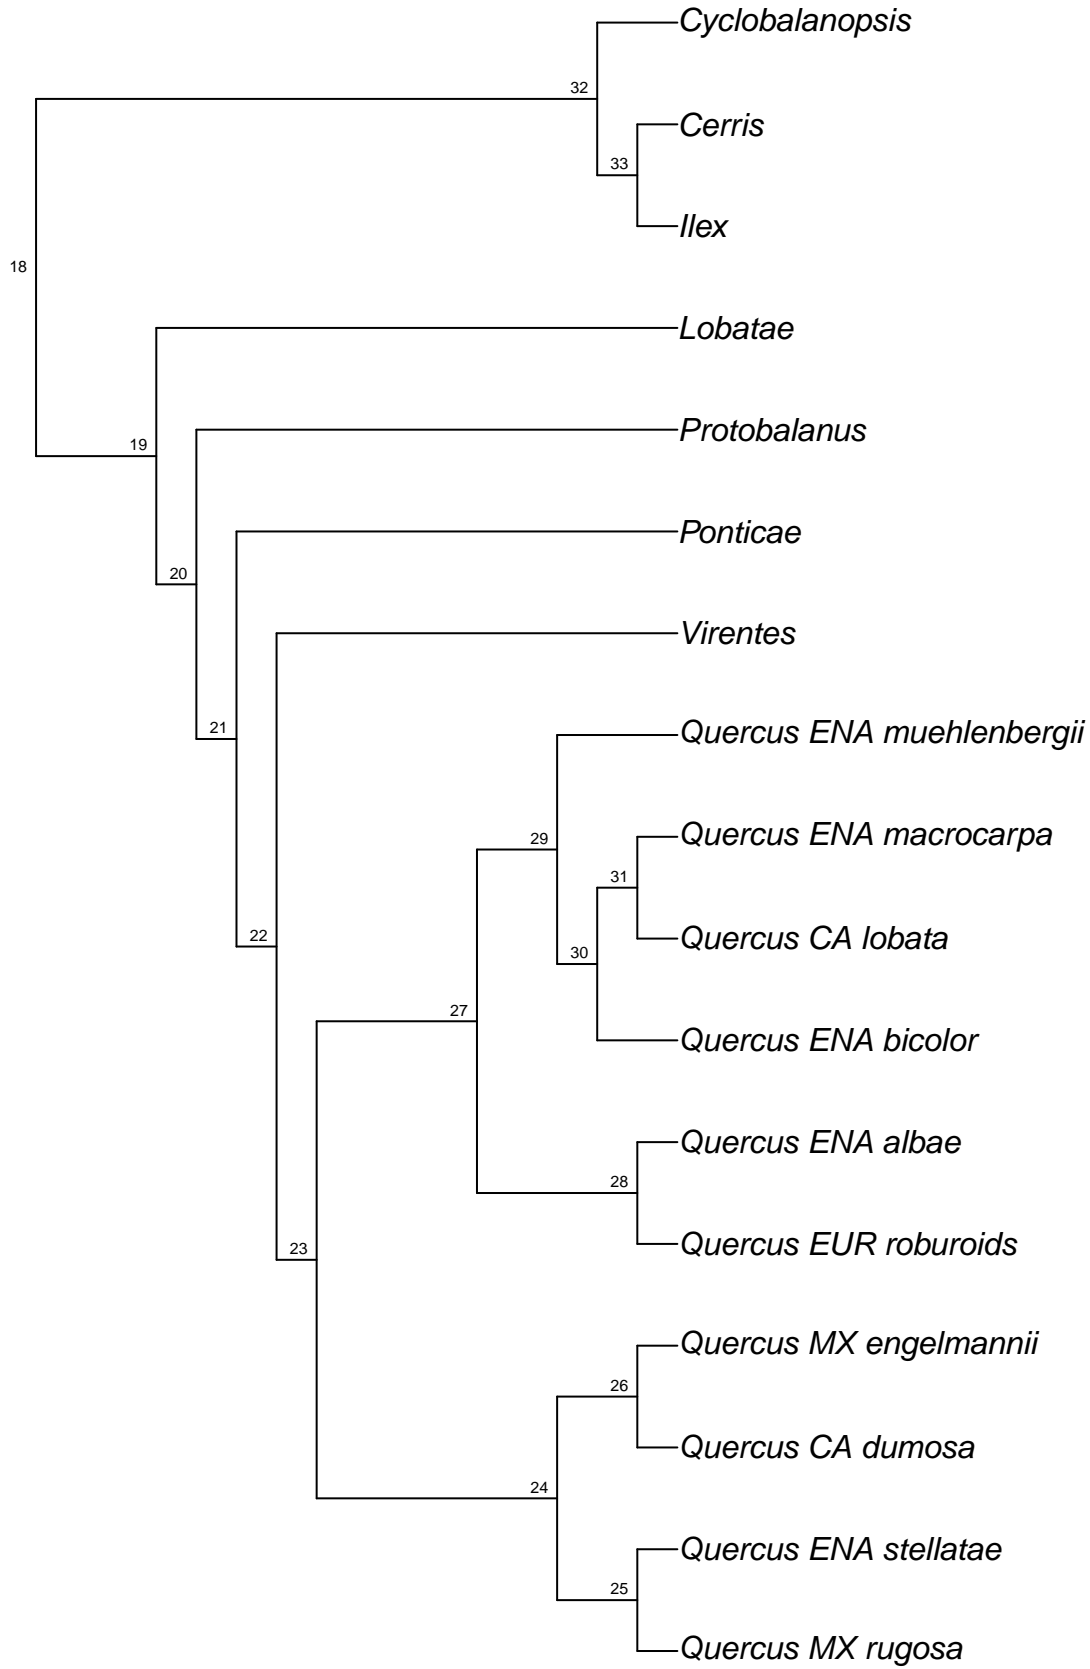 Cyclobalanopsis
32
Cerris
33
Ilex
18
Lobatae
Protobalanus
19
Ponticae
20
Virentes
21
Quercus ENA muehlenbergii
Quercus ENA macrocarpa
29
31
Quercus CA lobata
22
30
27
Quercus ENA bicolor
Quercus ENA albae
28
Quercus EUR roburoids
23
Quercus MX engelmannii
26
Quercus CA dumosa
24
Quercus ENA stellatae
25
Quercus MX rugosa